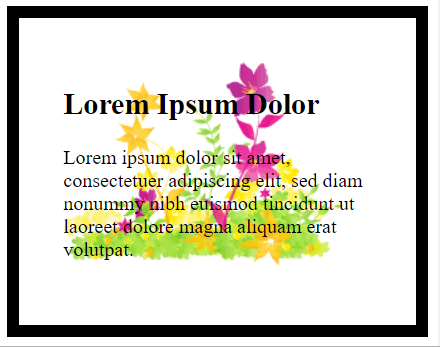 Lorem Ipsum Dolor
Lorem ipsum dolor sit amet,
consectetuer adipiscing elit, sed diam
nonummy nibh euismod tincidunt ut
laoreet dolore magna aliquam erat
volutpat.